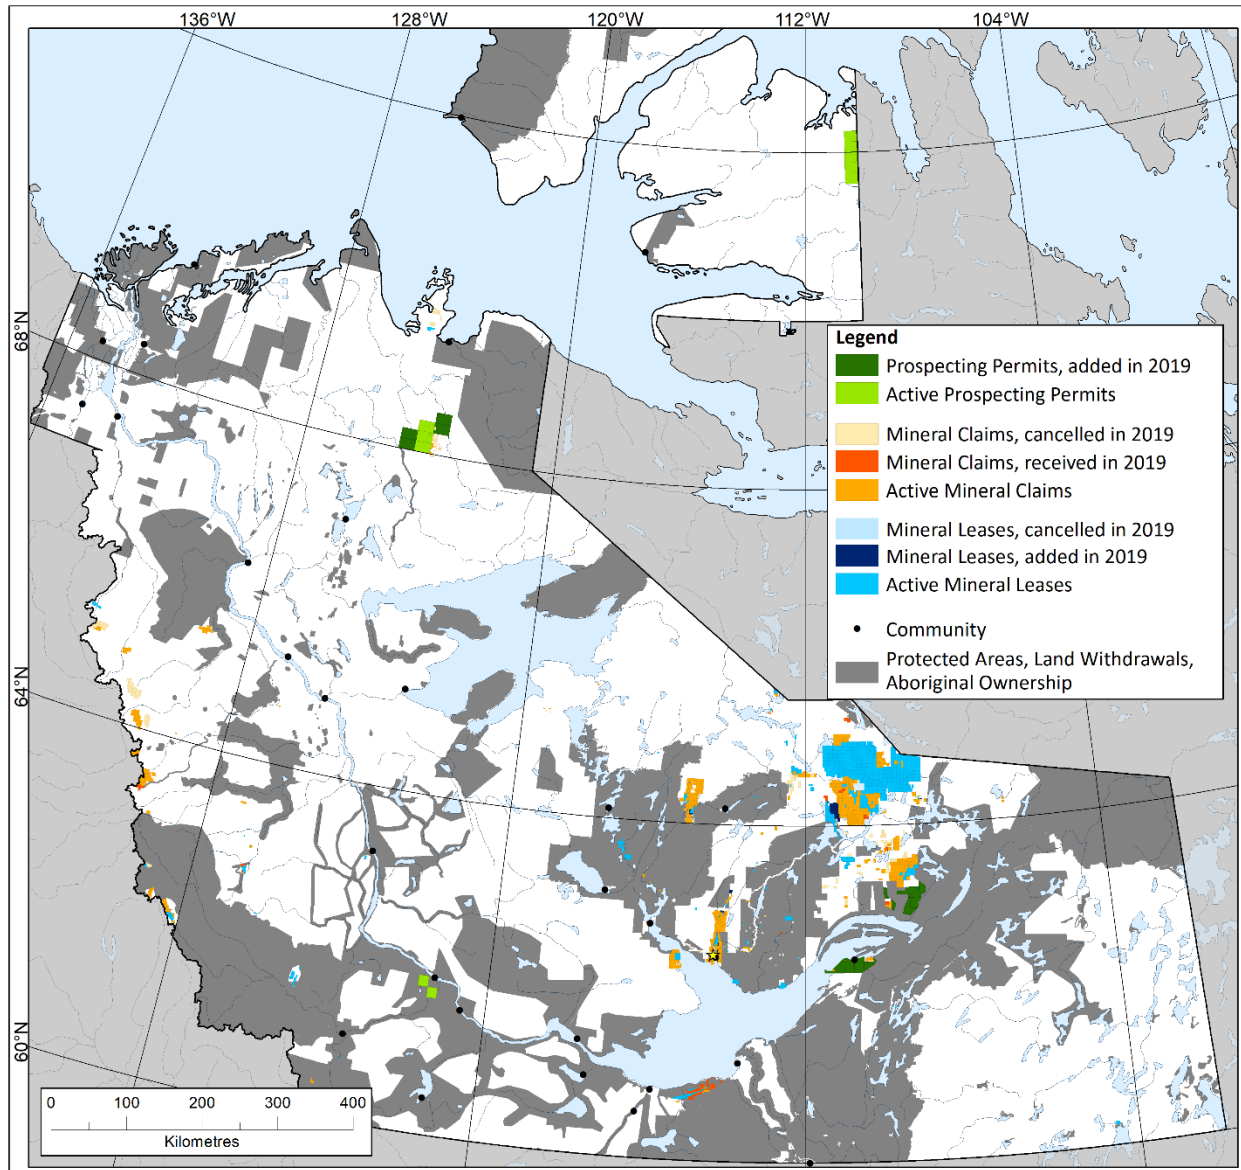 136°W
128°W
120°W
112°W
104°W
68°N
64°N
60°N
Legend
Prospecting Permits, added in 2019
Active Prospecting Permits
Mineral Claims, cancelled in 2019
Mineral Claims, received in 2019
Active Mineral Claims
Mineral Leases, cancelled in 2019
Mineral Leases, added in 2019
Active Mineral Leases
Community
Protected Areas, Land Withdrawals,
Aboriginal Ownership
0 100 200 300 400
Kilometres